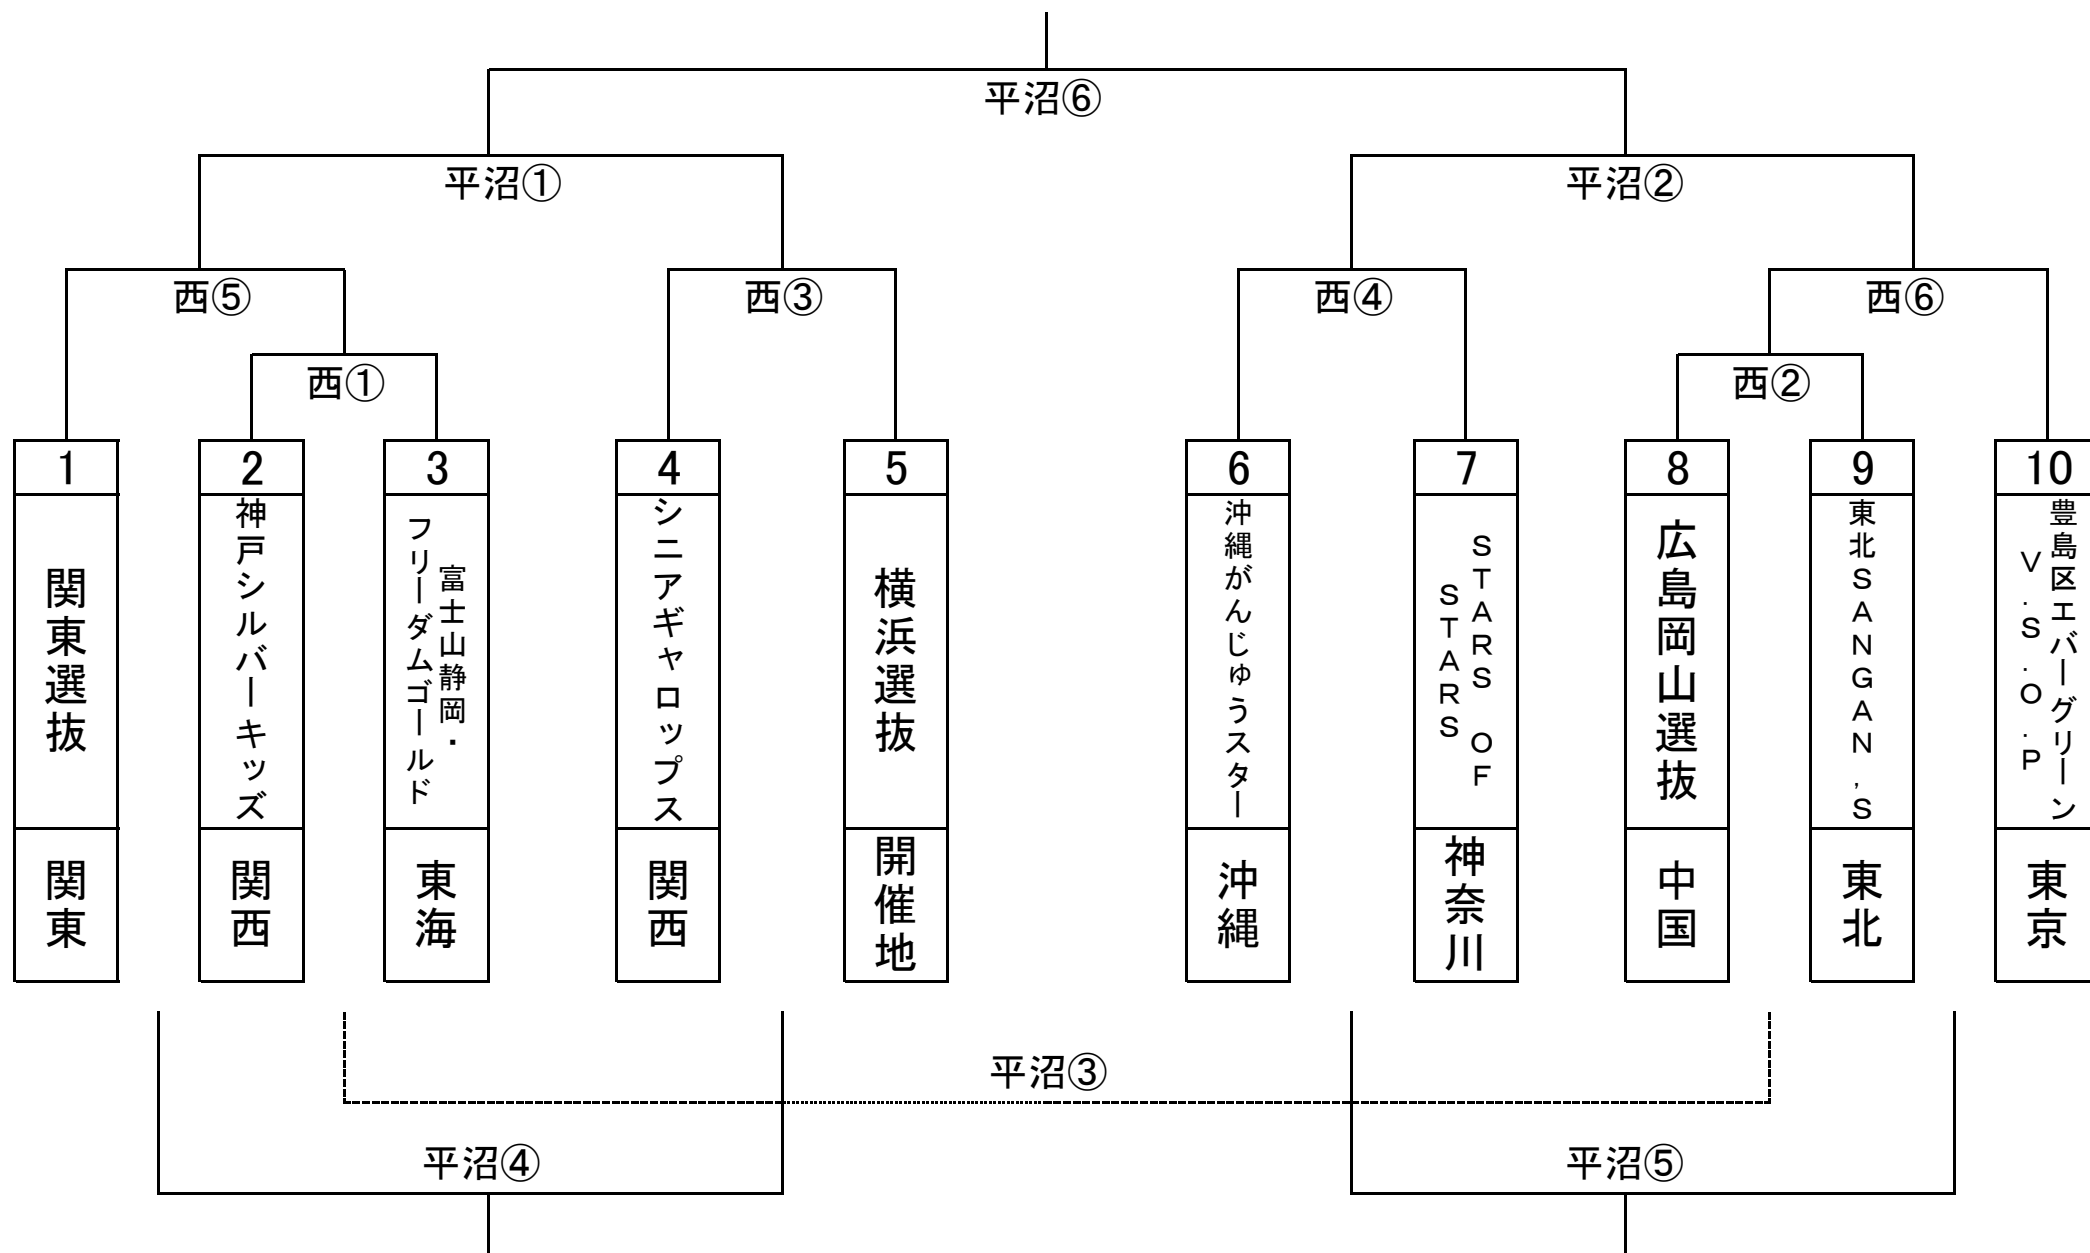 平沼⑥
平沼①
平沼②
西⑤
西③
西④
西⑥
西①
西②
1
2
3
4
5
6
7
8
9
10
関東選抜
神戸シルバーキッズ
富士山静岡・
フリーダムゴールド
シニアギャロップス
横浜選抜
沖縄がんじゅうスター
STARS OF
STARS
広島岡山選抜
東北SANGAN,S
豊島区エバーグリーン
V.S.O.P
関東
関西
東海
関西
開催地
沖縄
神奈川
中国
東北
東京
平沼③
平沼④
平沼⑤